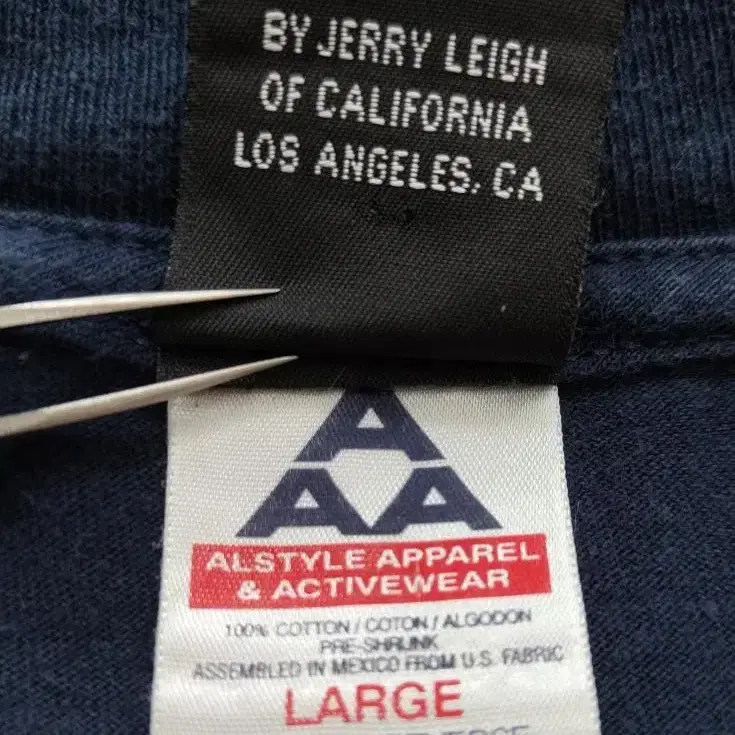 BY JERRY LEIGH
OF CALIFORNIA
LOS ANGELES, CA
A
AA
ALSTYLE APPAREL
& ACTIVEWEAR
100% COTTON / COTON / ALGODON
PRE-SHRUNK
ASSEMBLED IN MEXICO FROM U.S. FABRIC
LARGE